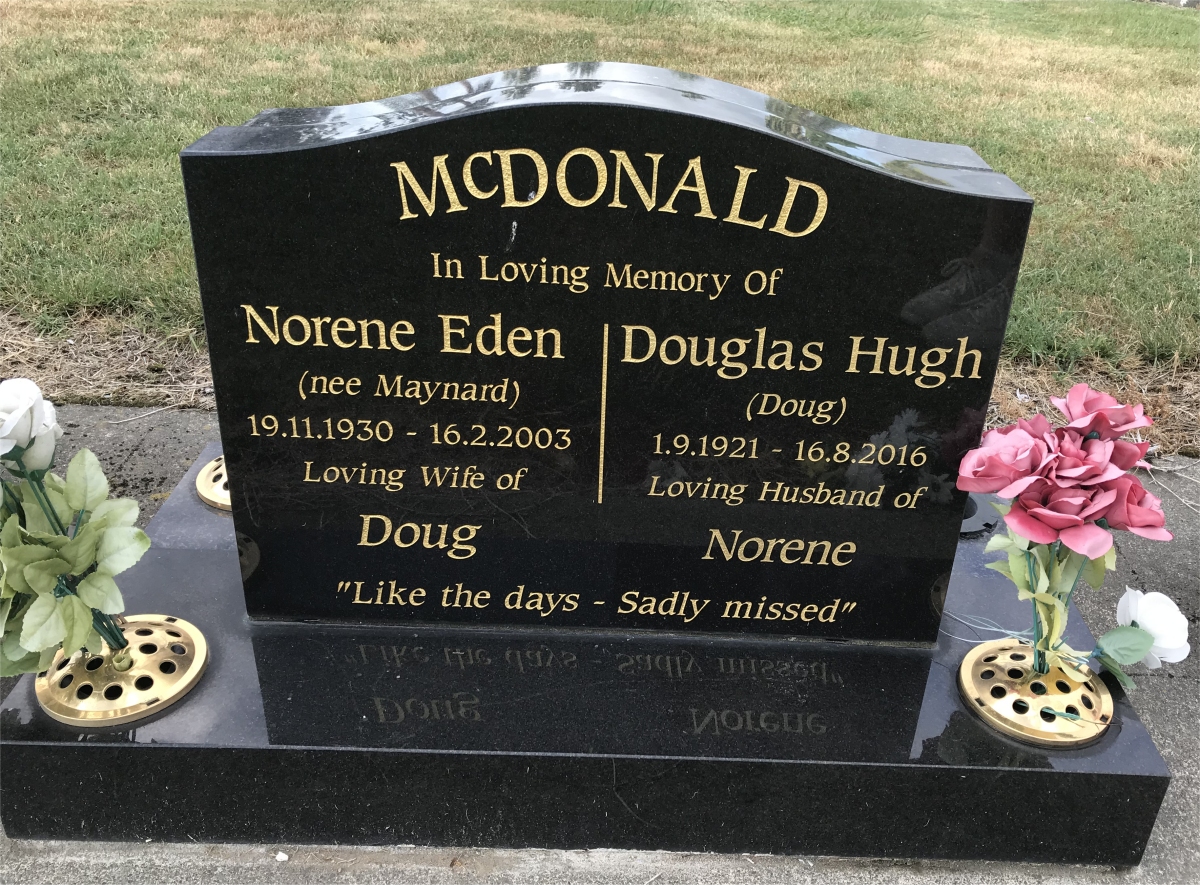 McDONALD
In Loving Memory Of
Norene Eden
(nee Maynard)
19.11.1930 - 16.2.2003
Loving Wife of
Doug
Douglas Hugh
(Doug)
1.9.1921 - 16.8.2016
Loving Husband of
Norene
"Like the days - Sadly missed"